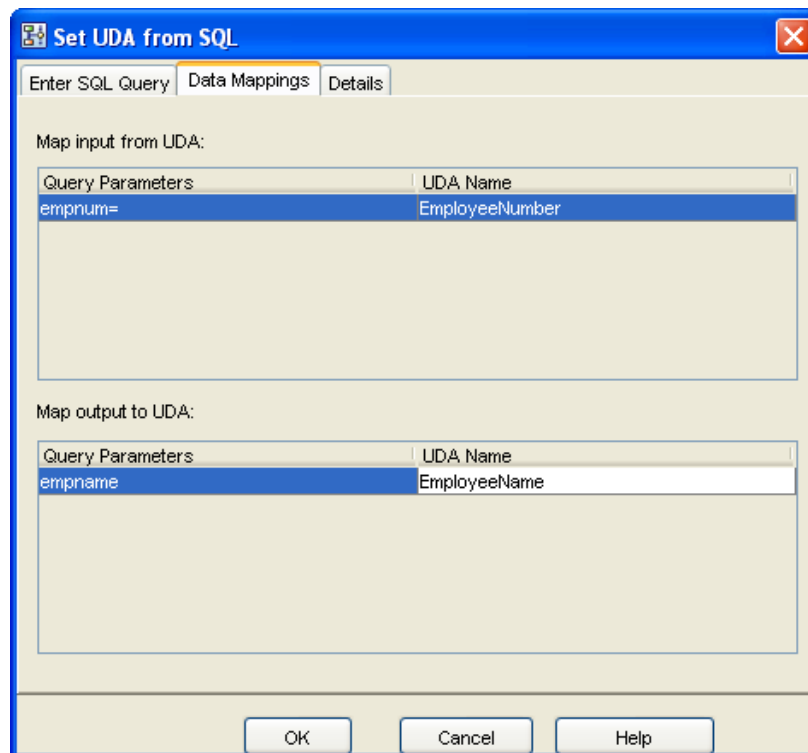 Set UDA from SQL
Enter SQL Query Data Mappings Details
Map input from UDA:
Query Parameters UDA Name
empnum= EmployeeNumber
Map output to UDA:
Query Parameters UDA Name
empname EmployeeName
OK Cancel Help